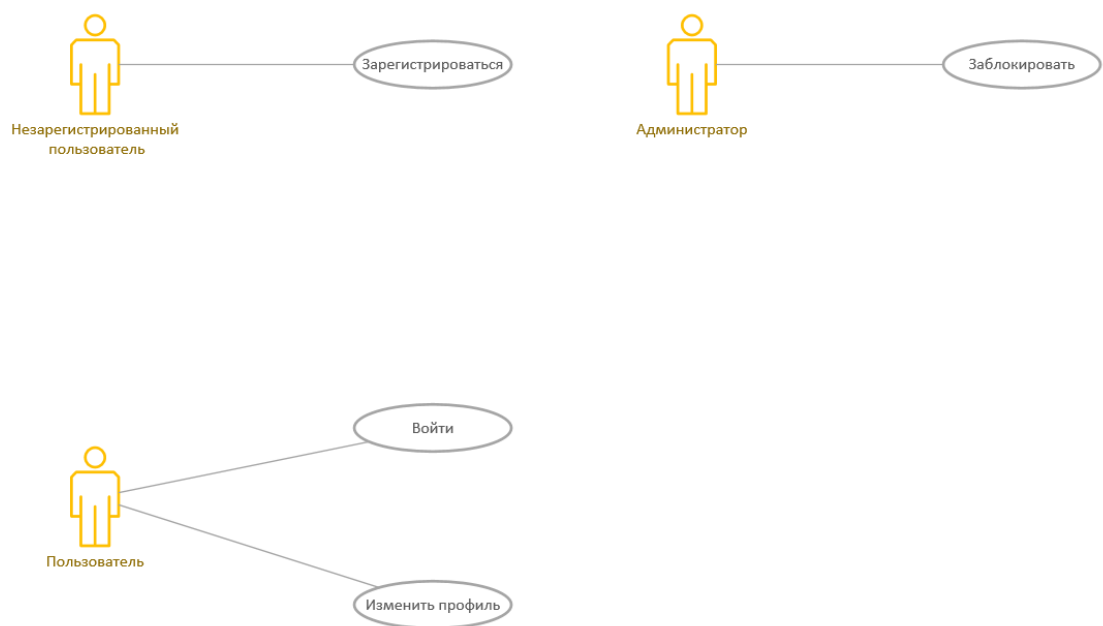 Зарегистрироваться
Незарегистрированный
пользователь
Заблокировать
Администратор
Войти
Пользователь
Изменить профиль